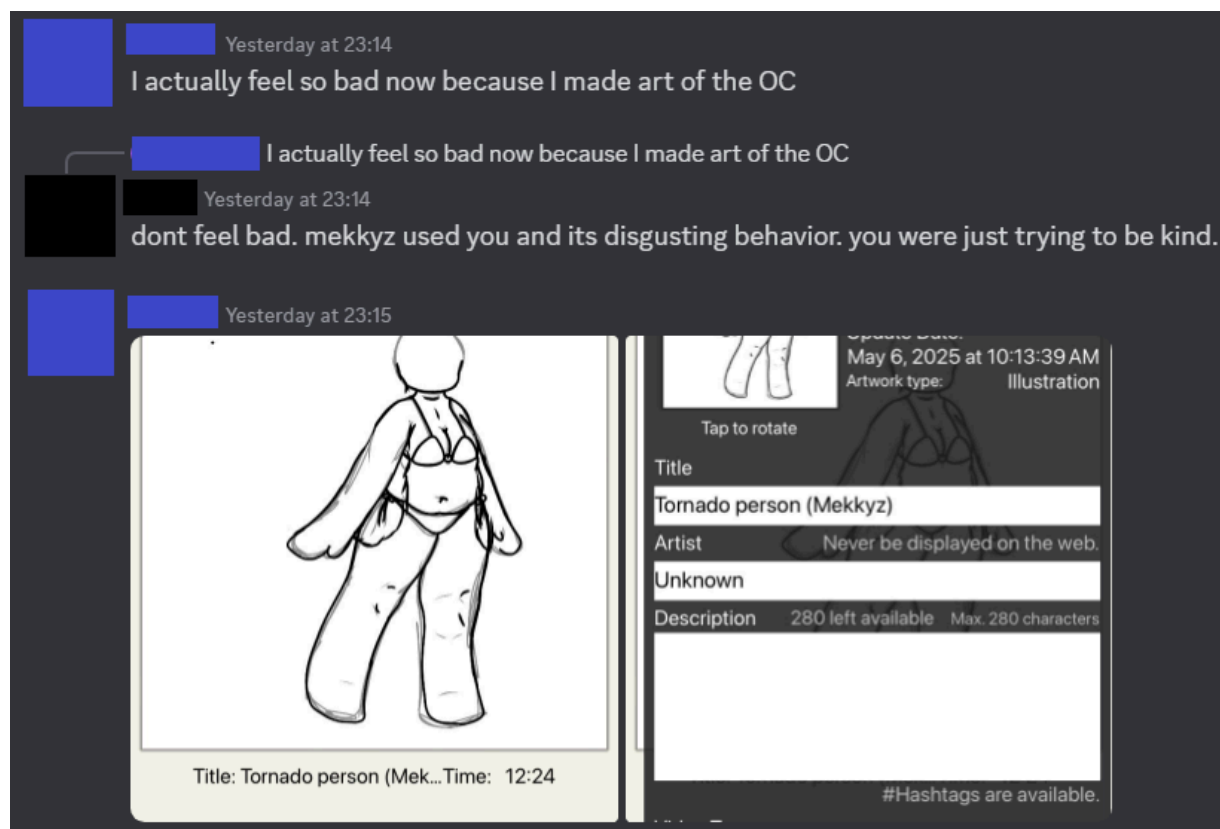 Yesterday at 23:14
I actually feel so bad now because I made art of the OC
I actually feel so bad now because I made art of the OC
Yesterday at 23:14
dont feel bad. mekkyz used you and its disgusting behavior. you were just trying to be kind.
Yesterday at 23:15
Title: Tornado person (Mek...Time: 12:24
Update Date:
May 6, 2025 at 10:13:39 AM
Artwork type: Illustration
Tap to rotate
Title
Tornado person (Mekkyz)
Artist Never be displayed on the web.
Unknown
Description 280 left available Max. 280 characters
#Hashtags are available.